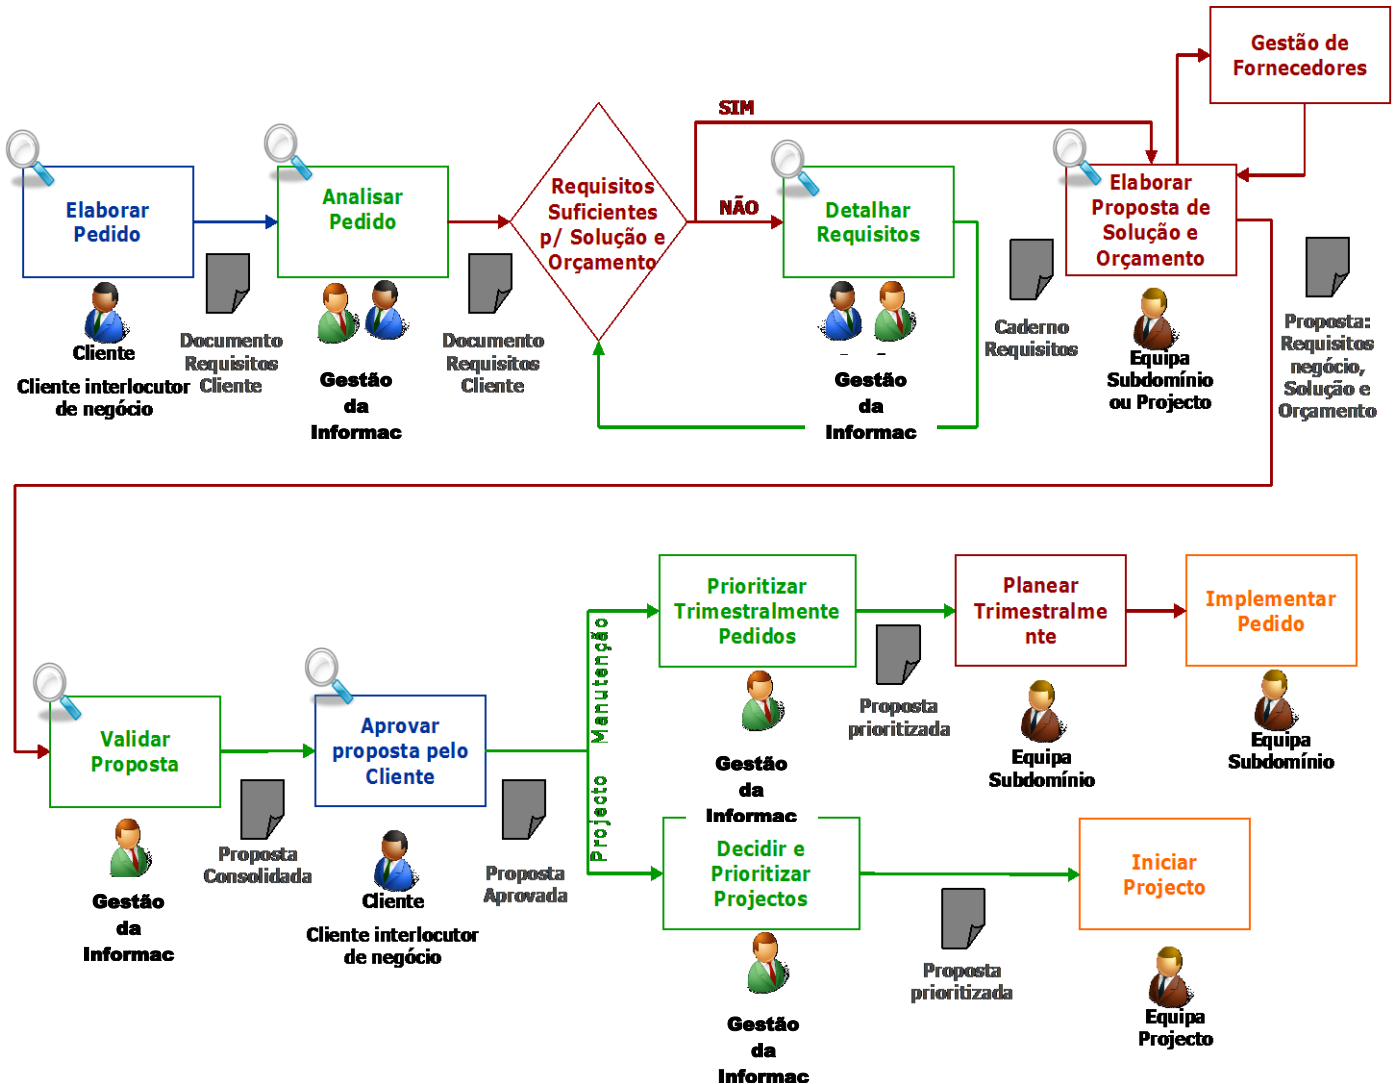 Gestão de
Fornecedores
SIM
NÃO
Elaborar
Pedido
Analisar
Pedido
Requisitos
Suficientes
p/ Solução e
Orçamento
Detalhar
Requisitos
Elaborar
Proposta de
Solução e
Orçamento
Cliente
Cliente interlocutor
de negócio
Documento
Requisitos
Cliente
Gestão
da
Informac
Documento
Requisitos
Cliente
Gestão
da
Informac
Caderno
Requisitos
Equipa
Subdomínio
ou Projecto
Proposta:
Requisitos
negócio,
Solução e
Orçamento
Validar
Proposta
Gestão
da
Informac
Proposta
Consolidada
Aprovar
proposta pelo
Cliente
Cliente
Cliente interlocutor
de negócio
Proposta
Aprovada
Manutenção
Projecto
Prioritizar
Trimestralmente
Pedidos
Gestão
da
Informac
Proposta
prioritizada
Planear
Trimestralme
nte
Equipa
Subdomínio
Implementar
Pedido
Equipa
Subdomínio
Decidir e
Prioritizar
Projectos
Gestão
da
Informac
Proposta
prioritizada
Iniciar
Projecto
Equipa
Projecto